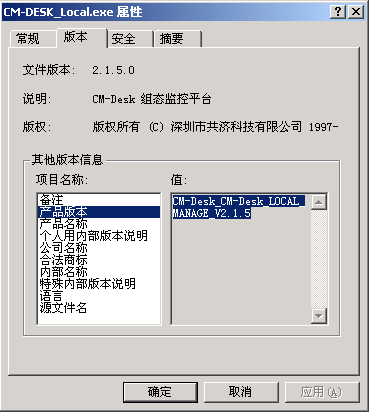 CM-DESK_Local.exe 属性
常规 版本 安全 摘要
文件版本: 2.1.5.0
说明: CM-Desk 组态监控平台
版权: 版权所有 (C) 深圳市共济科技有限公司 1997-
其他版本信息
项目名称: 值:
备注
产品版本
产品名称
个人用内部版本说明
公司名称
合法商标
内部名称
特殊内部版本说明
语言
源文件名
CM-Desk_CM-Desk_LOCAL_
MANAGE_V2.1.5
确定 取消 应用(A)